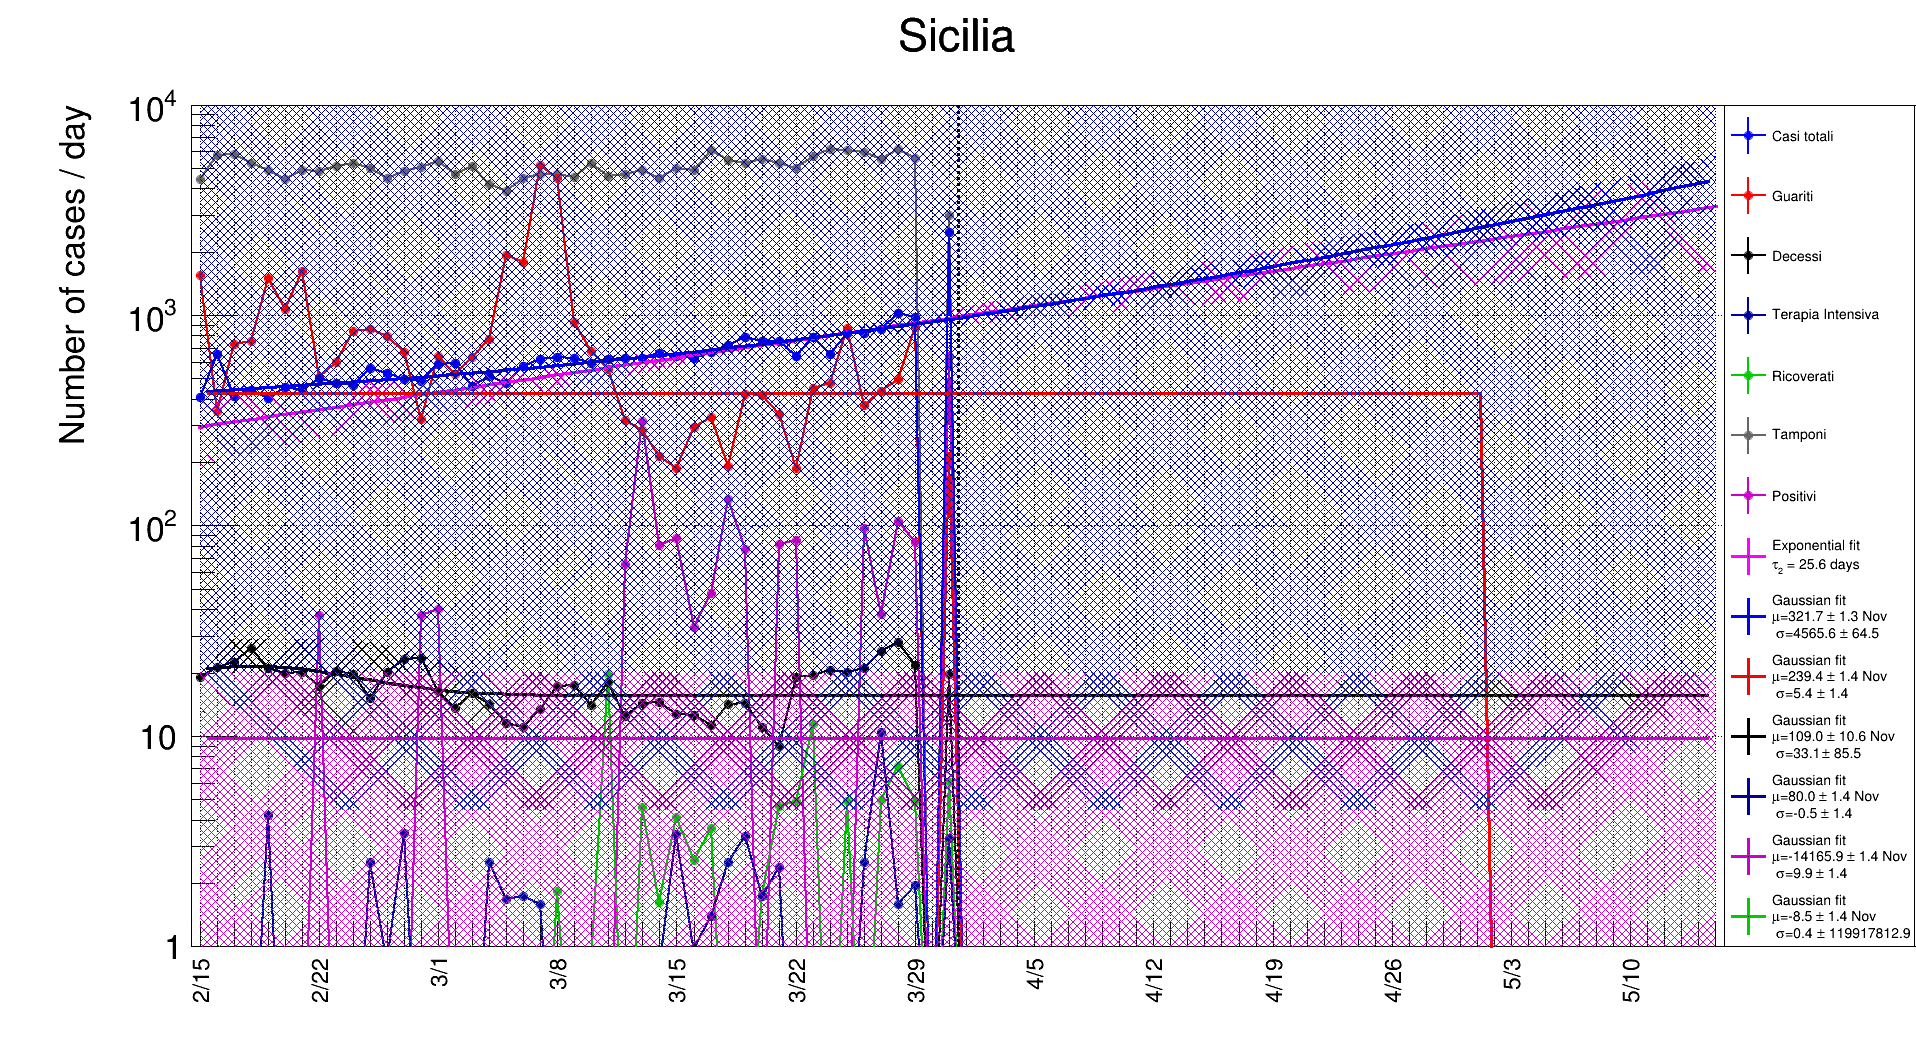 Sicilia
Number of cases / day
10⁴
10³
10²
10
1
2/15
2/22
3/1
3/8
3/15
3/22
3/29
4/5
4/12
4/19
4/26
5/3
5/10
Casi totali
Guariti
Decessi
Terapia Intensiva
Ricoverati
Tamponi
Positivi
Exponential fit
τ₂ = 25.6 days
Gaussian fit
μ=321.7 ± 1.3 Nov
σ=4565.6 ± 64.5
Gaussian fit
μ=239.4 ± 1.4 Nov
σ=5.4 ± 1.4
Gaussian fit
μ=109.0 ± 10.6 Nov
σ=33.1 ± 85.5
Gaussian fit
μ=80.0 ± 1.4 Nov
σ=-0.5 ± 1.4
Gaussian fit
μ=-14165.9 ± 1.4 Nov
σ=9.9 ± 1.4
Gaussian fit
μ=-8.5 ± 1.4 Nov
σ=0.4 ± 119917812.9